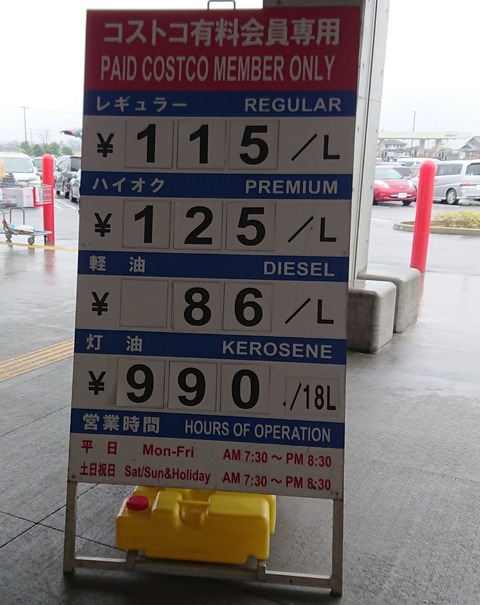 コストコ有料会員専用
PAID COSTCO MEMBER ONLY
レギュラー REGULAR
¥ 115 /L
ハイオク PREMIUM
¥ 125 /L
軽 油 DIESEL
¥ 86 /L
灯 油 KEROSENE
¥ 990 /18L
営業時間 HOURS OF OPERATION
平 日 Mon-Fri AM 7:30 ～ PM 8:30
土日祝日 Sat/Sun&Holiday AM 7:30 ～ PM 8:30